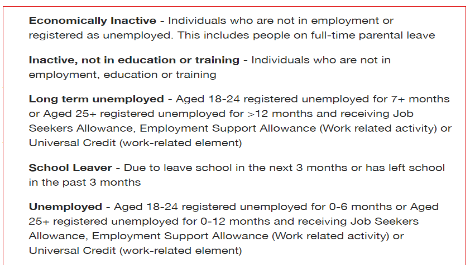 Economically Inactive - Individuals who are not in employment or
registered as unemployed. This includes people on full-time parental leave
Inactive, not in education or training - Individuals who are not in
employment, education or training
Long term unemployed - Aged 18-24 registered unemployed for 7+ months
or Aged 25+ registered unemployed for >12 months and receiving Job
Seekers Allowance, Employment Support Allowance (Work related activity) or
Universal Credit (work-related element)
School Leaver - Due to leave school in the next 3 months or has left school
in the past 3 months
Unemployed - Aged 18-24 registered unemployed for 0-6 months or Aged
25+ registered unemployed for 0-12 months and receiving Job Seekers
Allowance, Employment Support Allowance (Work related activity) or
Universal Credit (work-related element)